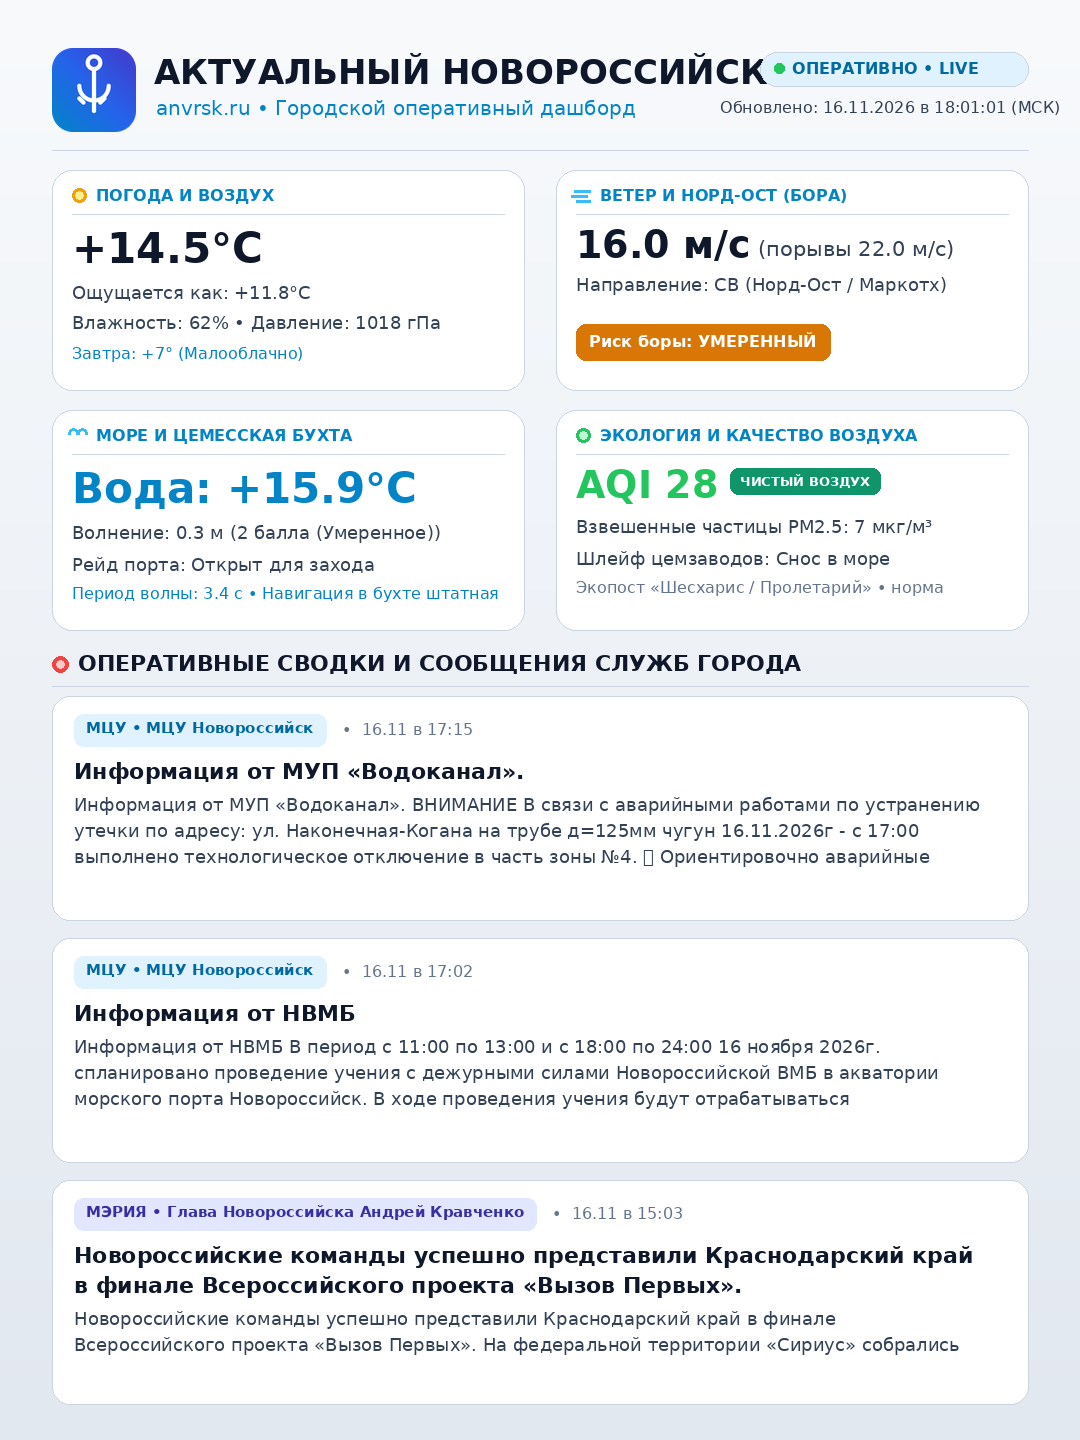 АКТУАЛЬНЫЙ НОВОРОССИЙСК
ОПЕРАТИВНО • LIVE
anvrsk.ru • Городской оперативный дашборд
Обновлено: 16.11.2026 в 18:01:01 (МСК)
ПОГОДА И ВОЗДУХ
+14.5°C
Ощущается как: +11.8°C
Влажность: 62% • Давление: 1018 гПа
Завтра: +7° (Малооблачно)
ВЕТЕР И НОРД-ОСТ (БОРА)
16.0 м/с (порывы 22.0 м/с)
Направление: СВ (Норд-Ост / Маркотх)
Риск боры: УМЕРЕННЫЙ
МОРЕ И ЦЕМЕССКАЯ БУХТА
Вода: +15.9°C
Волнение: 0.3 м (2 балла (Умеренное))
Рейд порта: Открыт для захода
Период волны: 3.4 с • Навигация в бухте штатная
ЭКОЛОГИЯ И КАЧЕСТВО ВОЗДУХА
AQI 28 ЧИСТЫЙ ВОЗДУХ
Взвешенные частицы PM2.5: 7 мкг/м³
Шлейф цемзаводов: Снос в море
Экопост «Шесхарис / Пролетарий» • норма
ОПЕРАТИВНЫЕ СВОДКИ И СООБЩЕНИЯ СЛУЖБ ГОРОДА
МЦУ • МЦУ Новороссийск • 16.11 в 17:15
Информация от МУП «Водоканал».
Информация от МУП «Водоканал». ВНИМАНИЕ В связи с аварийными работами по устранению
утечки по адресу: ул. Наконечная-Когана на трубе д=125мм чугун 16.11.2026г - с 17:00
выполнено технологическое отключение в часть зоны №4. Ориентировочно аварийные
МЦУ • МЦУ Новороссийск • 16.11 в 17:02
Информация от НВМБ
Информация от НВМБ В период с 11:00 по 13:00 и с 18:00 по 24:00 16 ноября 2026г.
спланировано проведение учения с дежурными силами Новороссийской ВМБ в акватории
морского порта Новороссийск. В ходе проведения учения будут отрабатываться
МЭРИЯ • Глава Новороссийска Андрей Кравченко • 16.11 в 15:03
Новороссийские команды успешно представили Краснодарский край
в финале Всероссийского проекта «Вызов Первых».
Новороссийские команды успешно представили Краснодарский край в финале
Всероссийского проекта «Вызов Первых». На федеральной территории «Сириус» собрались